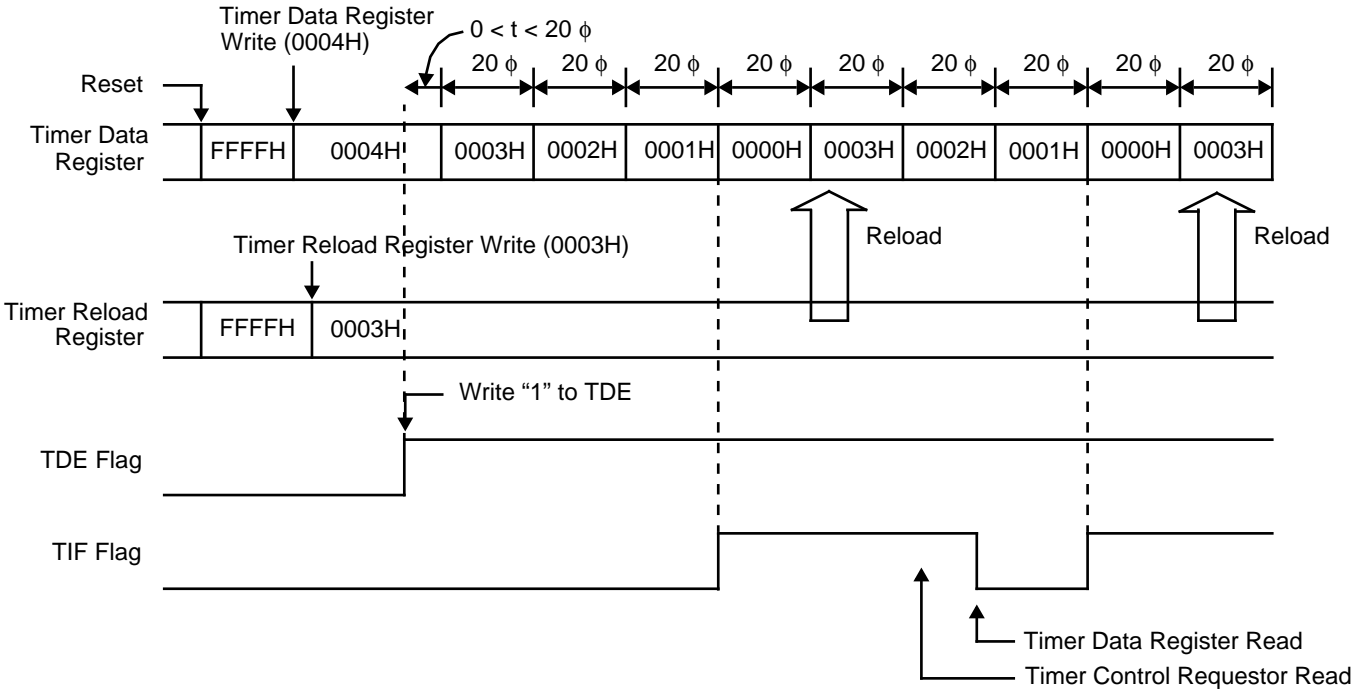 Timer Data Register
Write (0004H)
0 < t < 20 ϕ
20 ϕ 20 ϕ 20 ϕ 20 ϕ 20 ϕ 20 ϕ 20 ϕ 20 ϕ 20 ϕ
Reset
Timer Data
Register
FFFFH 0004H 0003H 0002H 0001H 0000H 0003H 0002H 0001H 0000H 0003H
Reload Reload
Timer Reload Register Write (0003H)
Timer Reload
Register
FFFFH 0003H
Write “1” to TDE
TDE Flag
TIF Flag
Timer Data Register Read
Timer Control Requestor Read